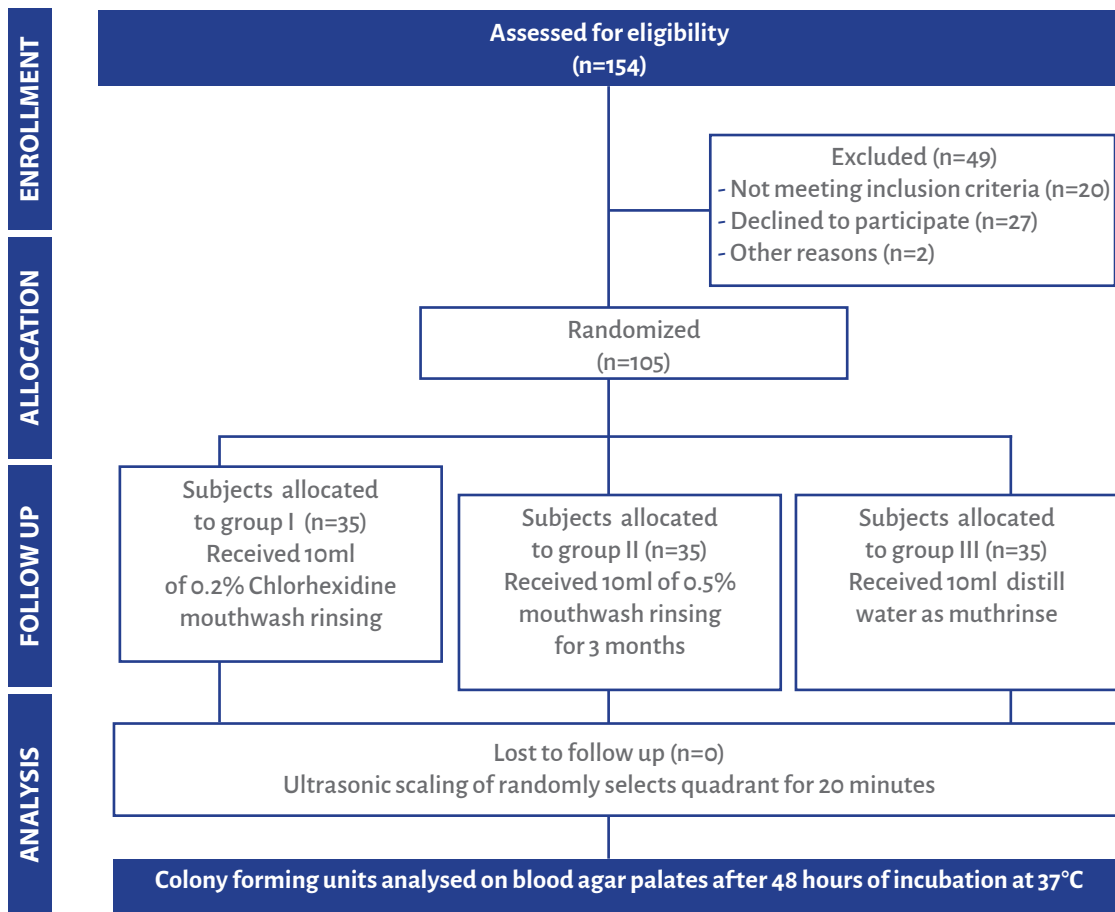 ENROLLMENT
Assessed for eligibility
(n=154)
Excluded (n=49)
- Not meeting inclusion criteria (n=20)
- Declined to participate (n=27)
- Other reasons (n=2)
ALLOCATION
Randomized
(n=105)
FOLLOW UP
Subjects allocated
to group I (n=35)
Received 10ml
of 0.2% Chlorhexidine
mouthwash rinsing
Subjects allocated
to group II (n=35)
Received 10ml of 0.5%
mouthwash rinsing
for 3 months
Subjects allocated
to group III (n=35)
Received 10ml distill
water as muthrinse
ANALYSIS
Lost to follow up (n=0)
Ultrasonic scaling of randomly selects quadrant for 20 minutes
Colony forming units analysed on blood agar palates after 48 hours of incubation at 37°C